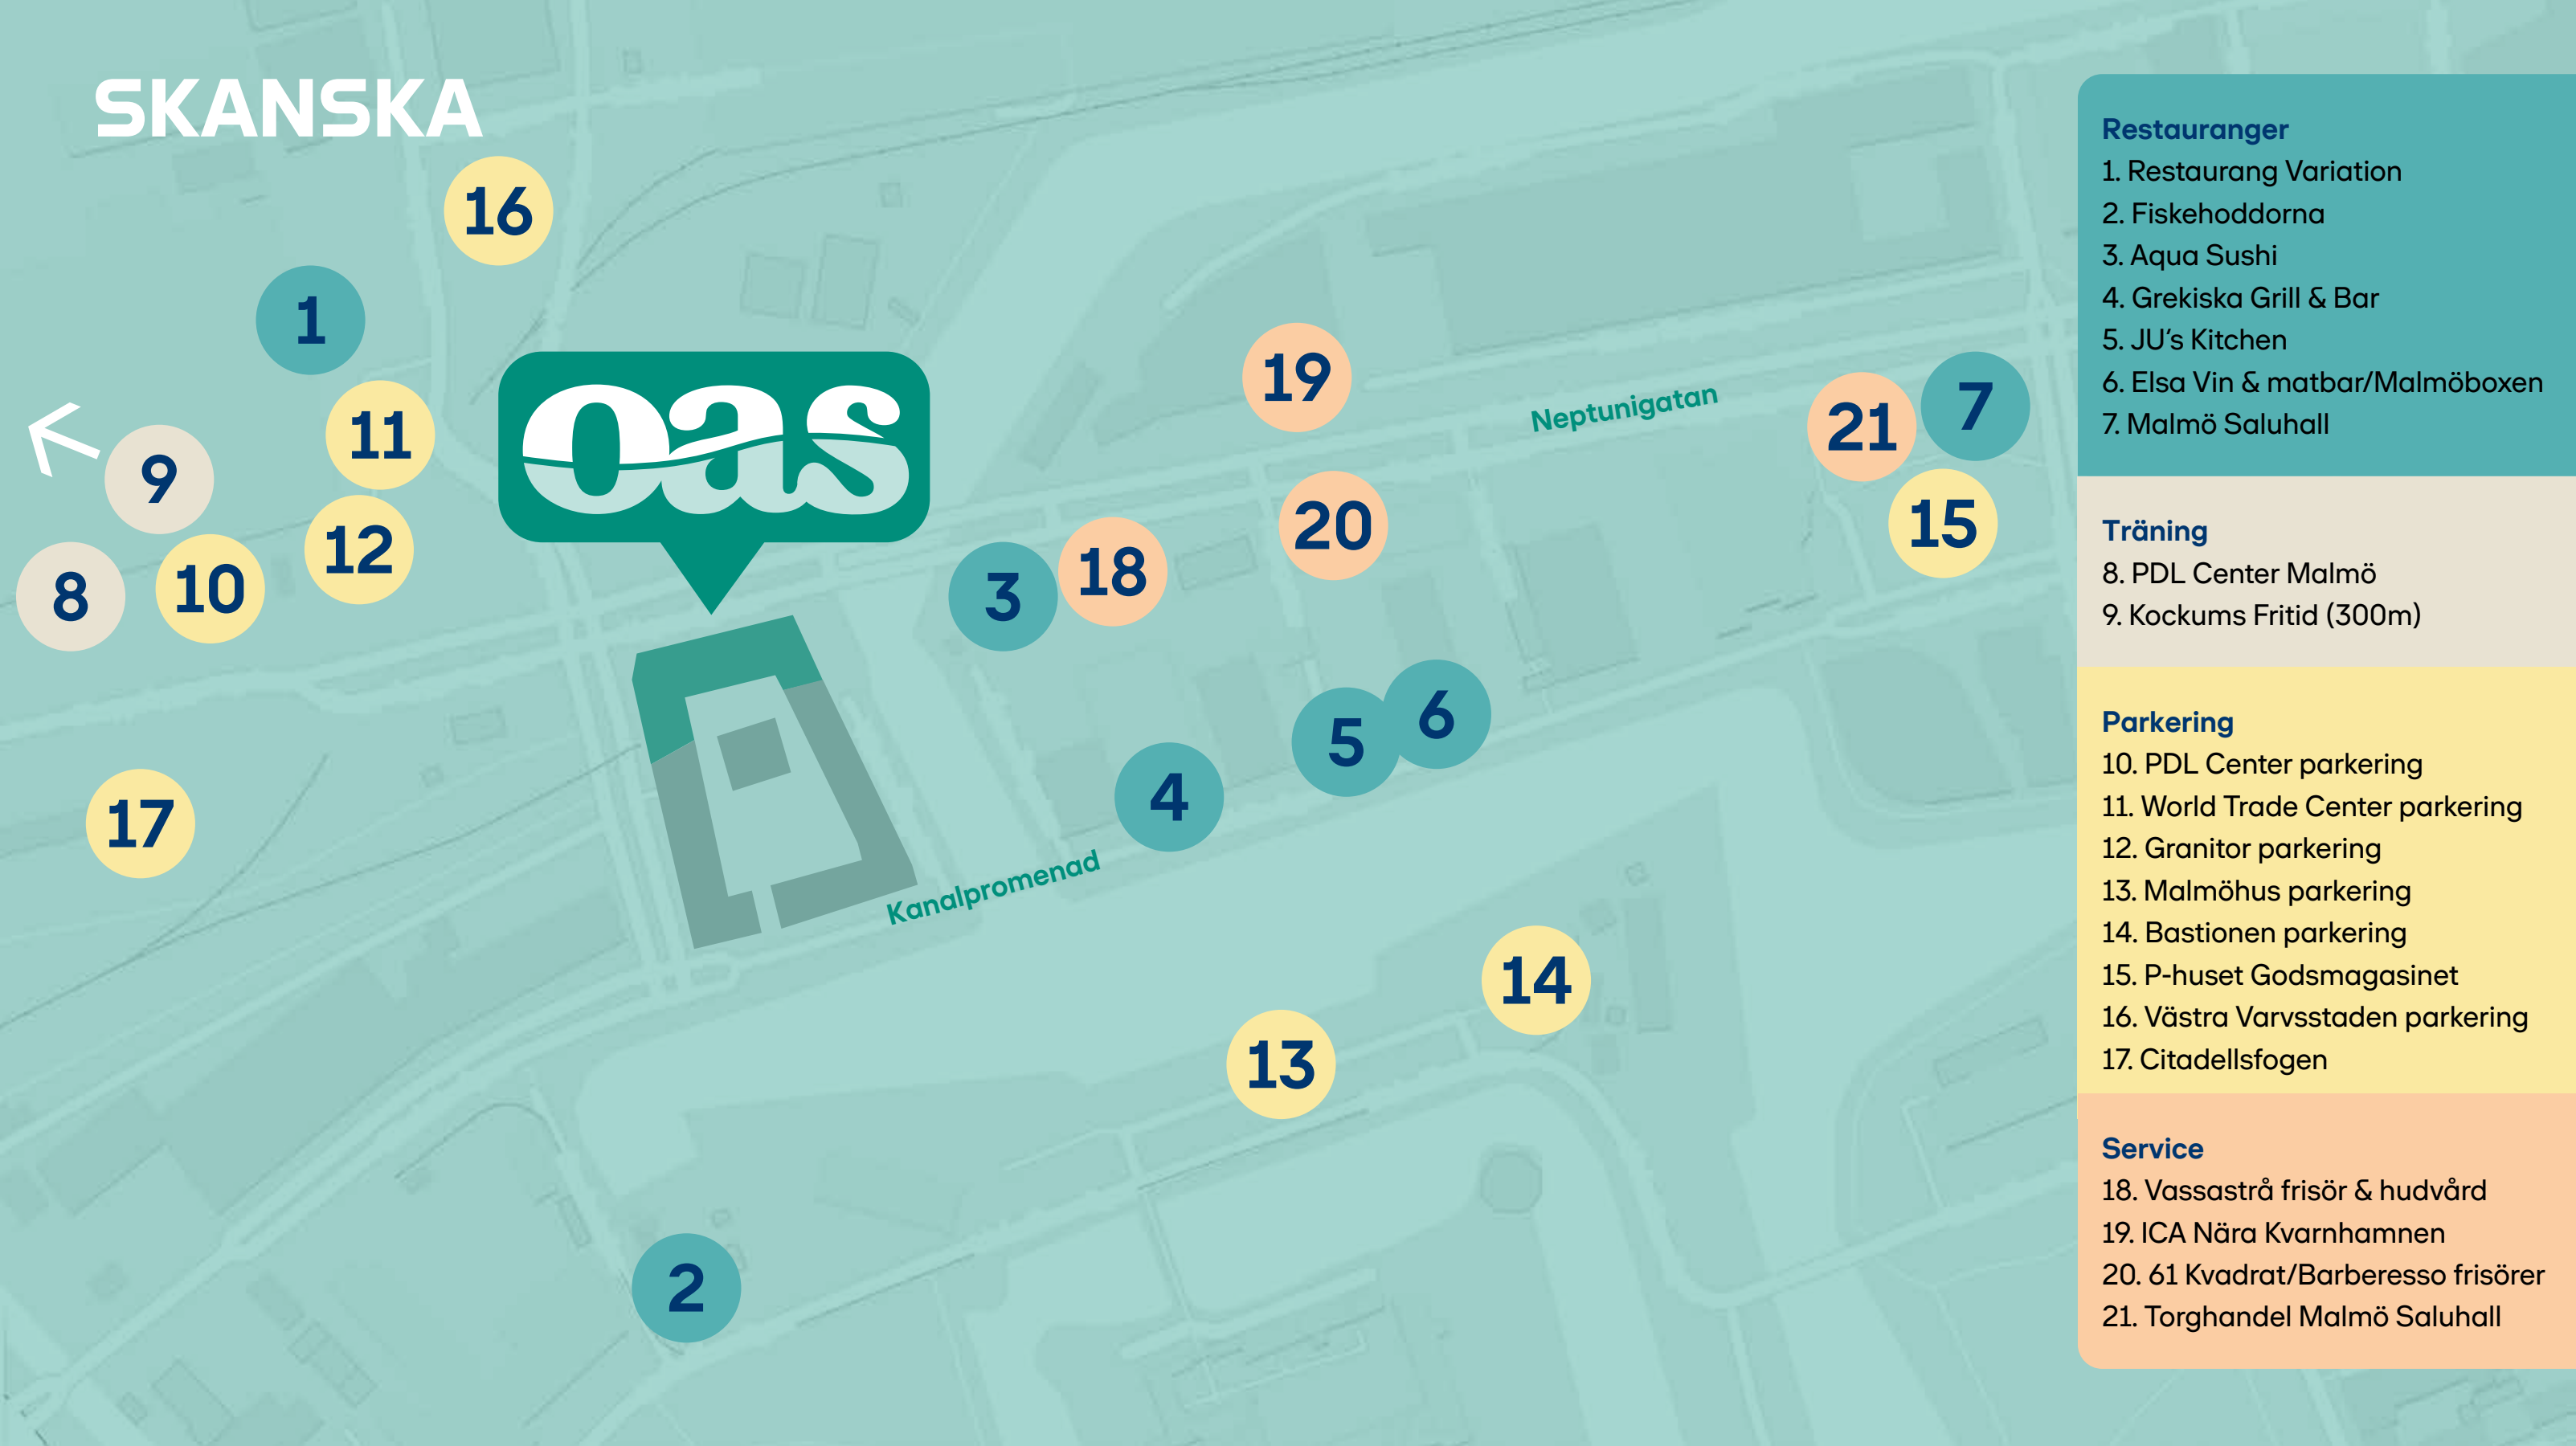 SKANSKA
16
1
19
Neptunigatan
21
7
11
oas
9
20
15
12
18
10
3
8
6
5
4
17
Kanalpromenad
14
13
2
Restauranger
1. Restaurang Variation
2. Fiskehoddorna
3. Aqua Sushi
4. Grekiska Grill & Bar
5. JU’s Kitchen
6. Elsa Vin & matbar/Malmöboxen
7. Malmö Saluhall
Träning
8. PDL Center Malmö
9. Kockums Fritid (300m)
Parkering
10. PDL Center parkering
11. World Trade Center parkering
12. Granitor parkering
13. Malmöhus parkering
14. Bastionen parkering
15. P-huset Godsmagasinet
16. Västra Varvsstaden parkering
17. Citadellsfogen
Service
18. Vassastrå frisör & hudvård
19. ICA Nära Kvarnhamnen
20. 61 Kvadrat/Barberesso frisörer
21. Torghandel Malmö Saluhall